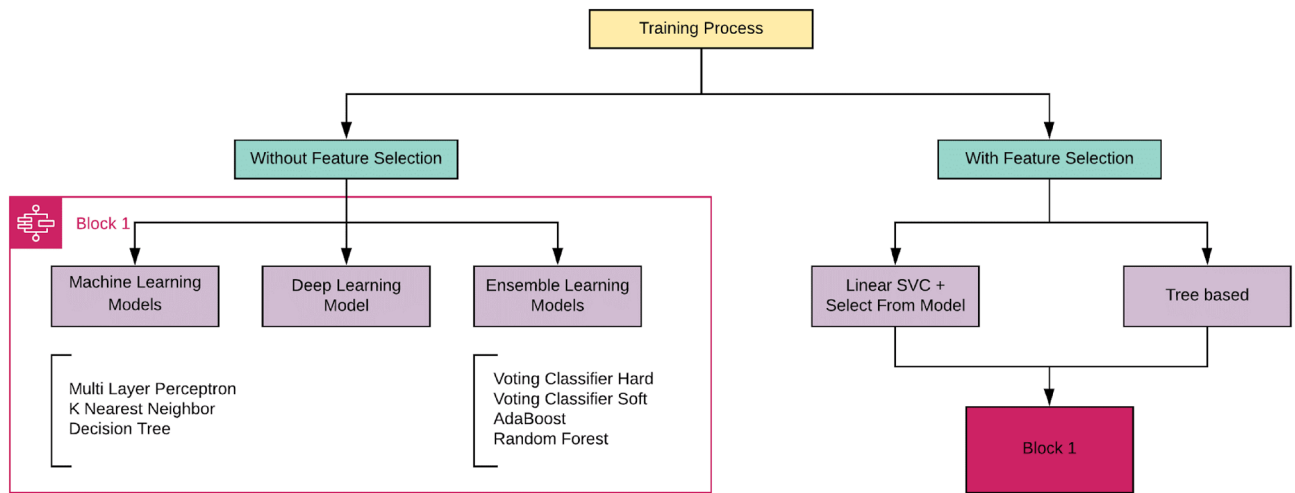 Training Process
Without Feature Selection
With Feature Selection
Block 1
Machine Learning
Models
Deep Learning
Model
Ensemble Learning
Models
Linear SVC +
Select From Model
Tree based
Multi Layer Perceptron
K Nearest Neighbor
Decision Tree
Voting Classifier Hard
Voting Classifier Soft
AdaBoost
Random Forest
Block 1